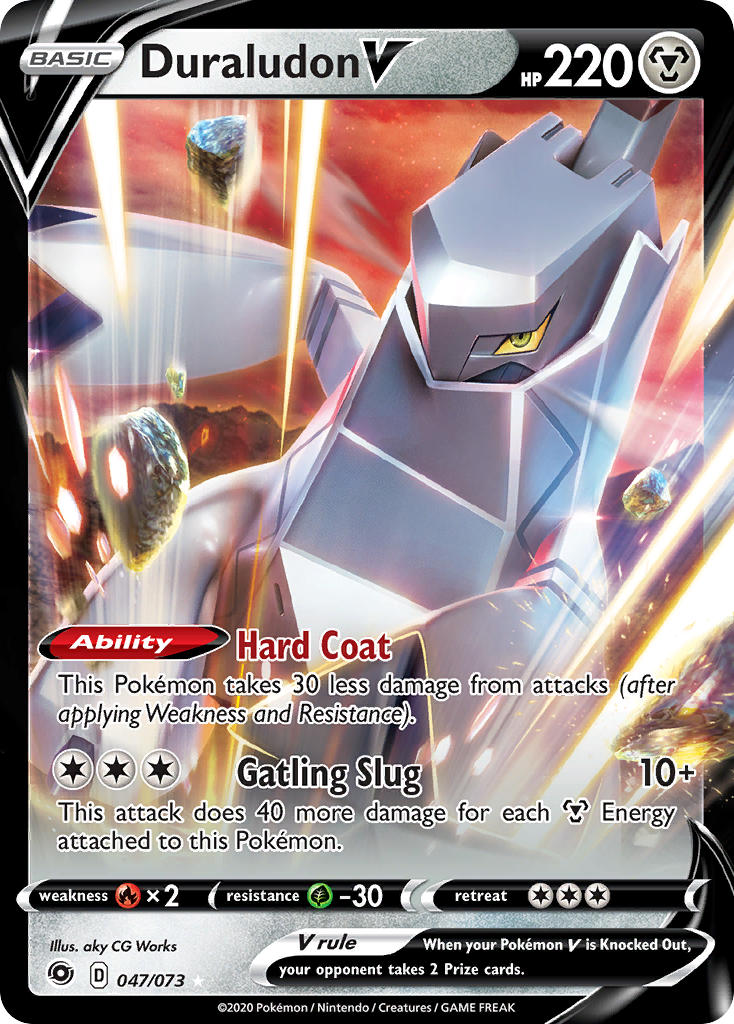 BASIC
Duraludon V
HP 220
Ability Hard Coat
This Pokémon takes 30 less damage from attacks (after
applying Weakness and Resistance).
Gatling Slug 10+
This attack does 40 more damage for each Energy
attached to this Pokémon.
weakness ×2 resistance -30 retreat
Illus. aky CG Works
V rule When your Pokémon V is Knocked Out,
your opponent takes 2 Prize cards.
D 047/073 ★
©2020 Pokémon / Nintendo / Creatures / GAME FREAK